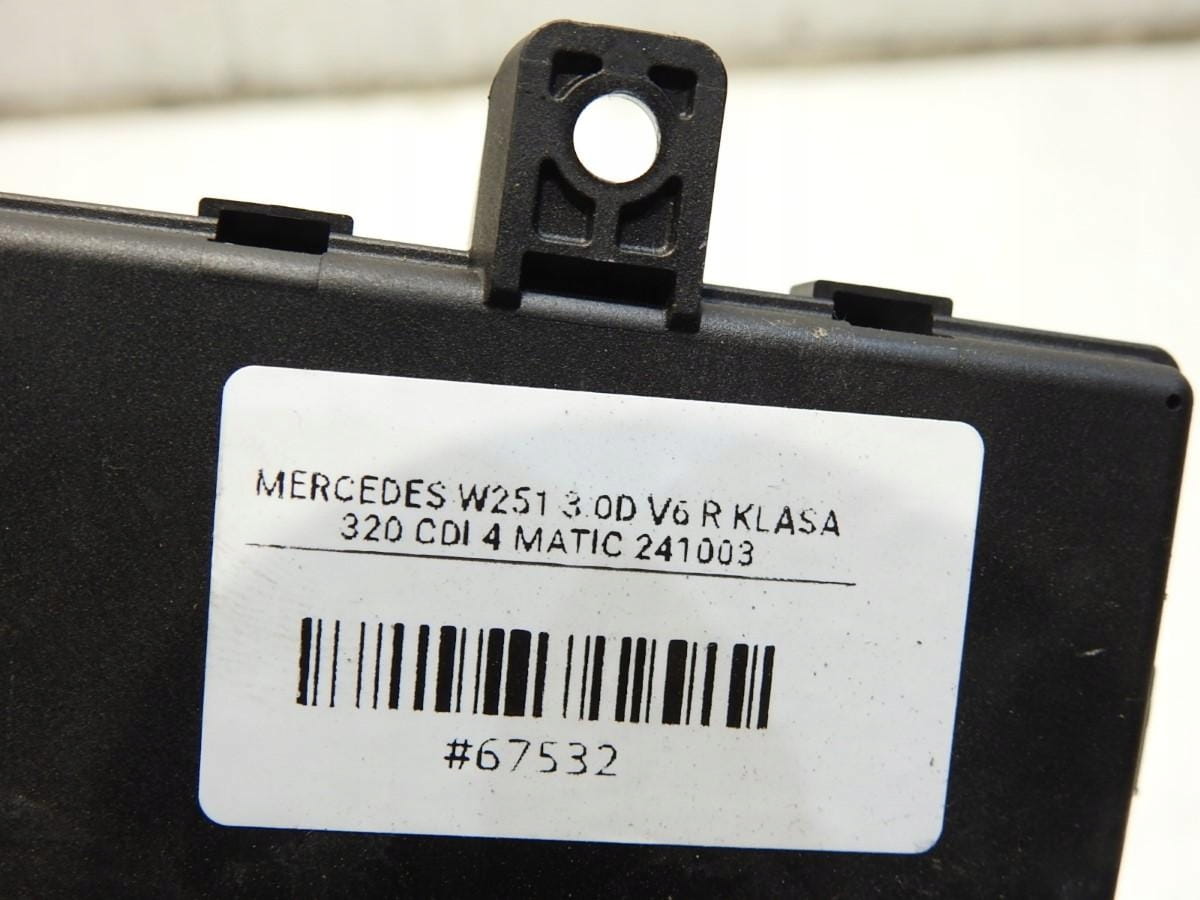 MERCEDES W251 3.0D V6 R KLASA
320 CDI 4 MATIC 241003
#67532